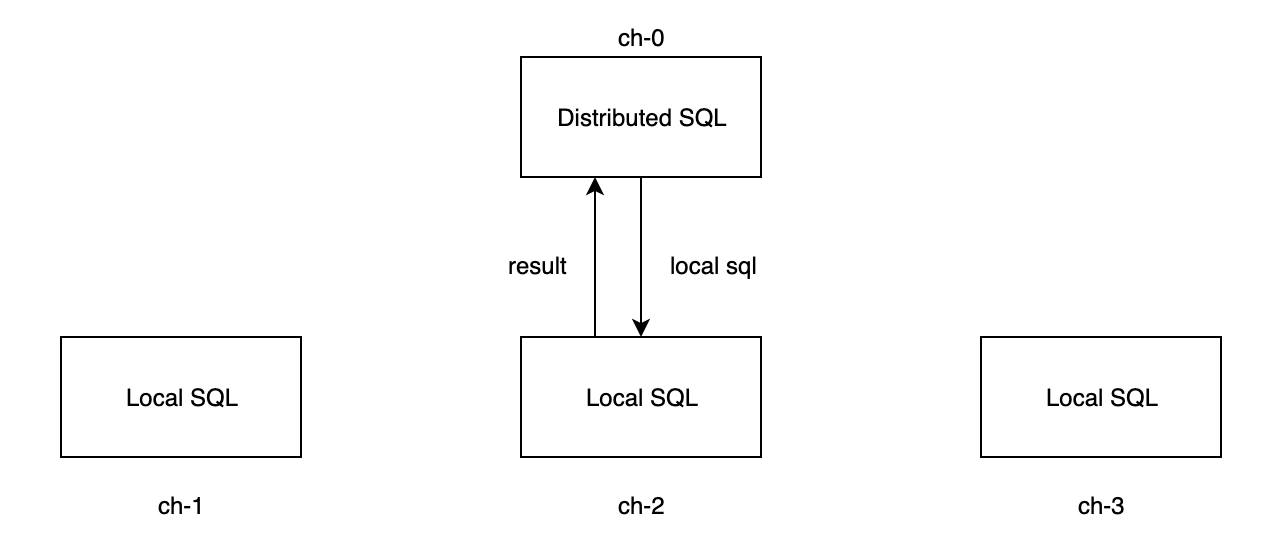 ch-0
Distributed SQL
result
local sql
Local SQL
Local SQL
Local SQL
ch-1
ch-2
ch-3